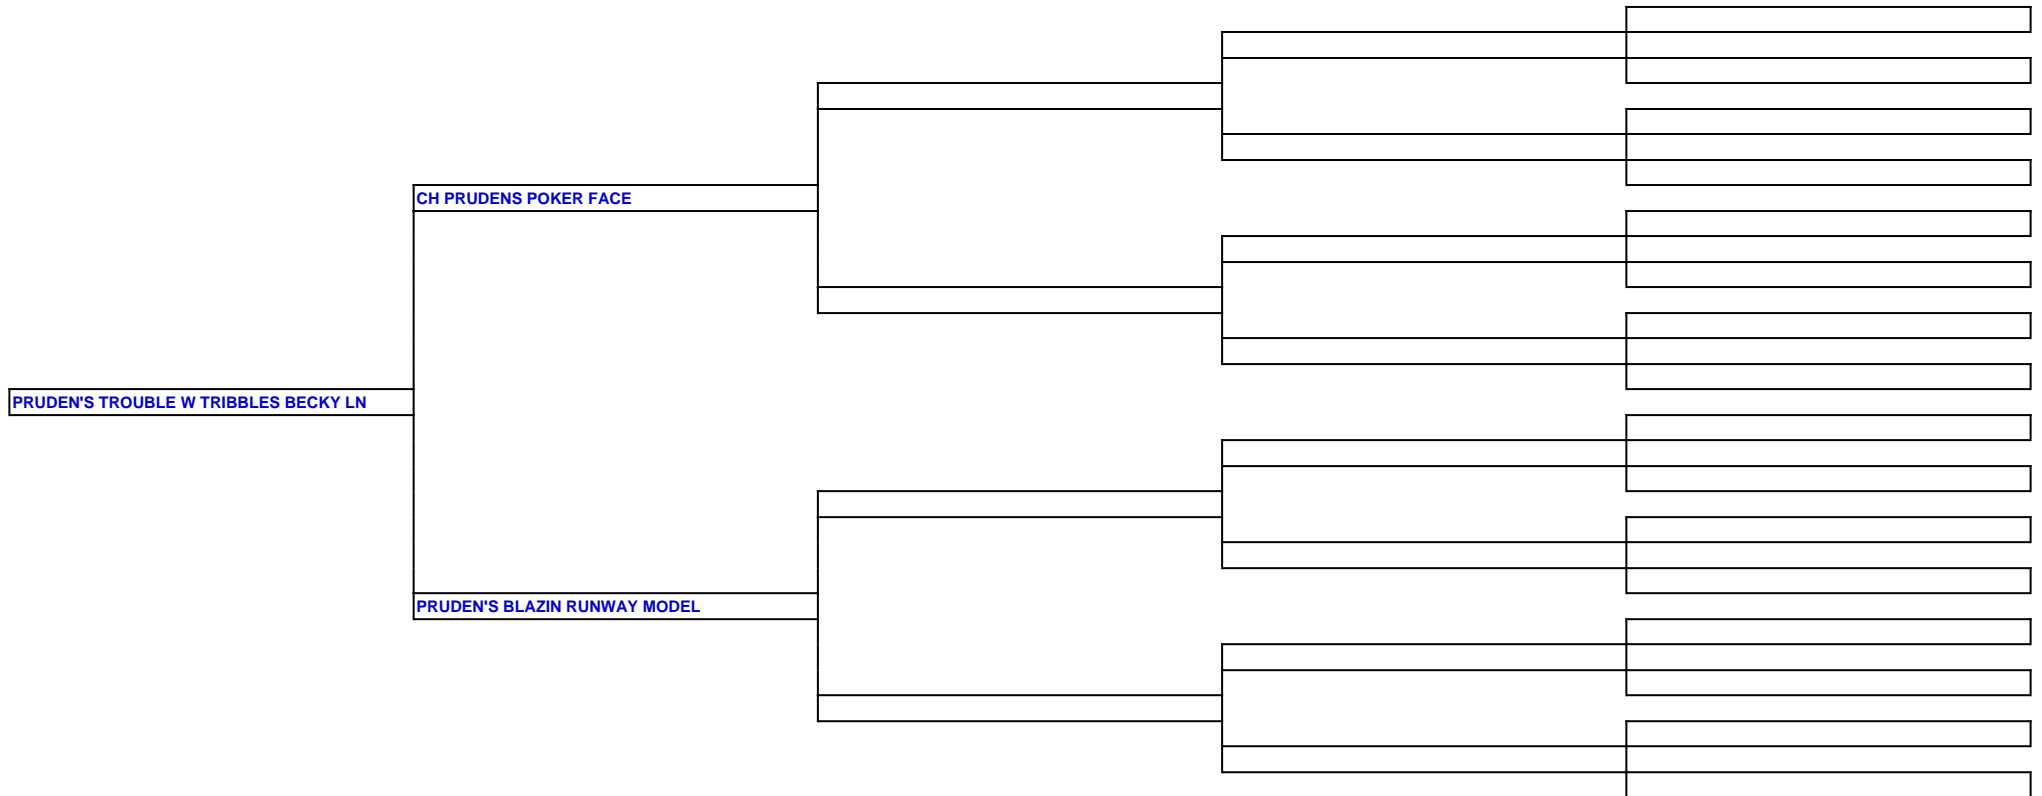 CH PRUDENS POKER FACE
PRUDEN'S TROUBLE W TRIBBLES BECKY LN
PRUDEN'S BLAZIN RUNWAY MODEL